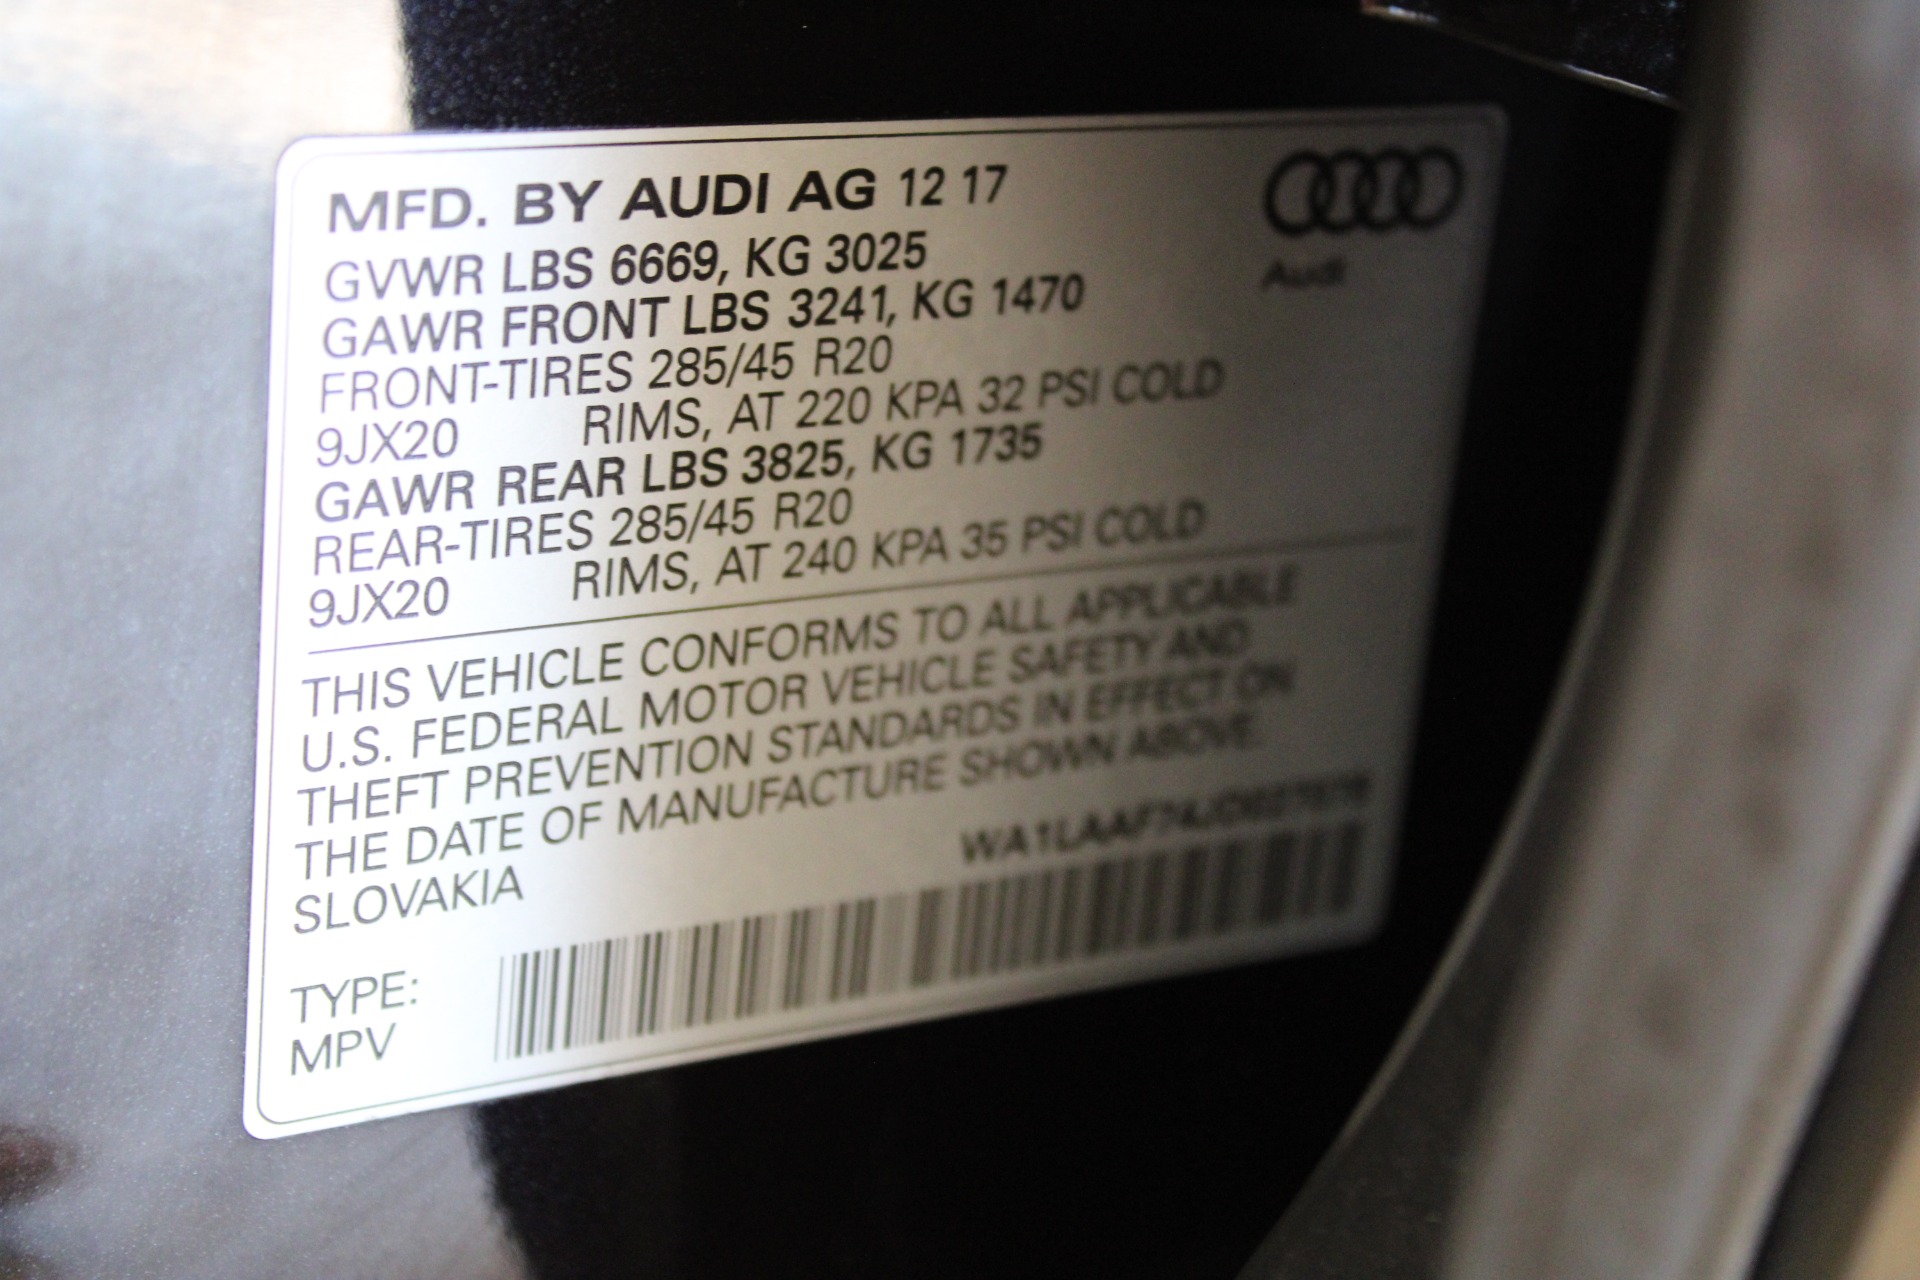 MFD. BY AUDI AG 12 17
Audi
GVWR LBS 6669, KG 3025
GAWR FRONT LBS 3241, KG 1470
FRONT-TIRES 285/45 R20
9JX20 RIMS, AT 220 KPA 32 PSI COLD
GAWR REAR LBS 3825, KG 1735
REAR-TIRES 285/45 R20
9JX20 RIMS, AT 240 KPA 35 PSI COLD
THIS VEHICLE CONFORMS TO ALL APPLICABLE
U.S. FEDERAL MOTOR VEHICLE SAFETY AND
THEFT PREVENTION STANDARDS IN EFFECT ON
THE DATE OF MANUFACTURE SHOWN ABOVE.
SLOVAKIA
TYPE:
MPV